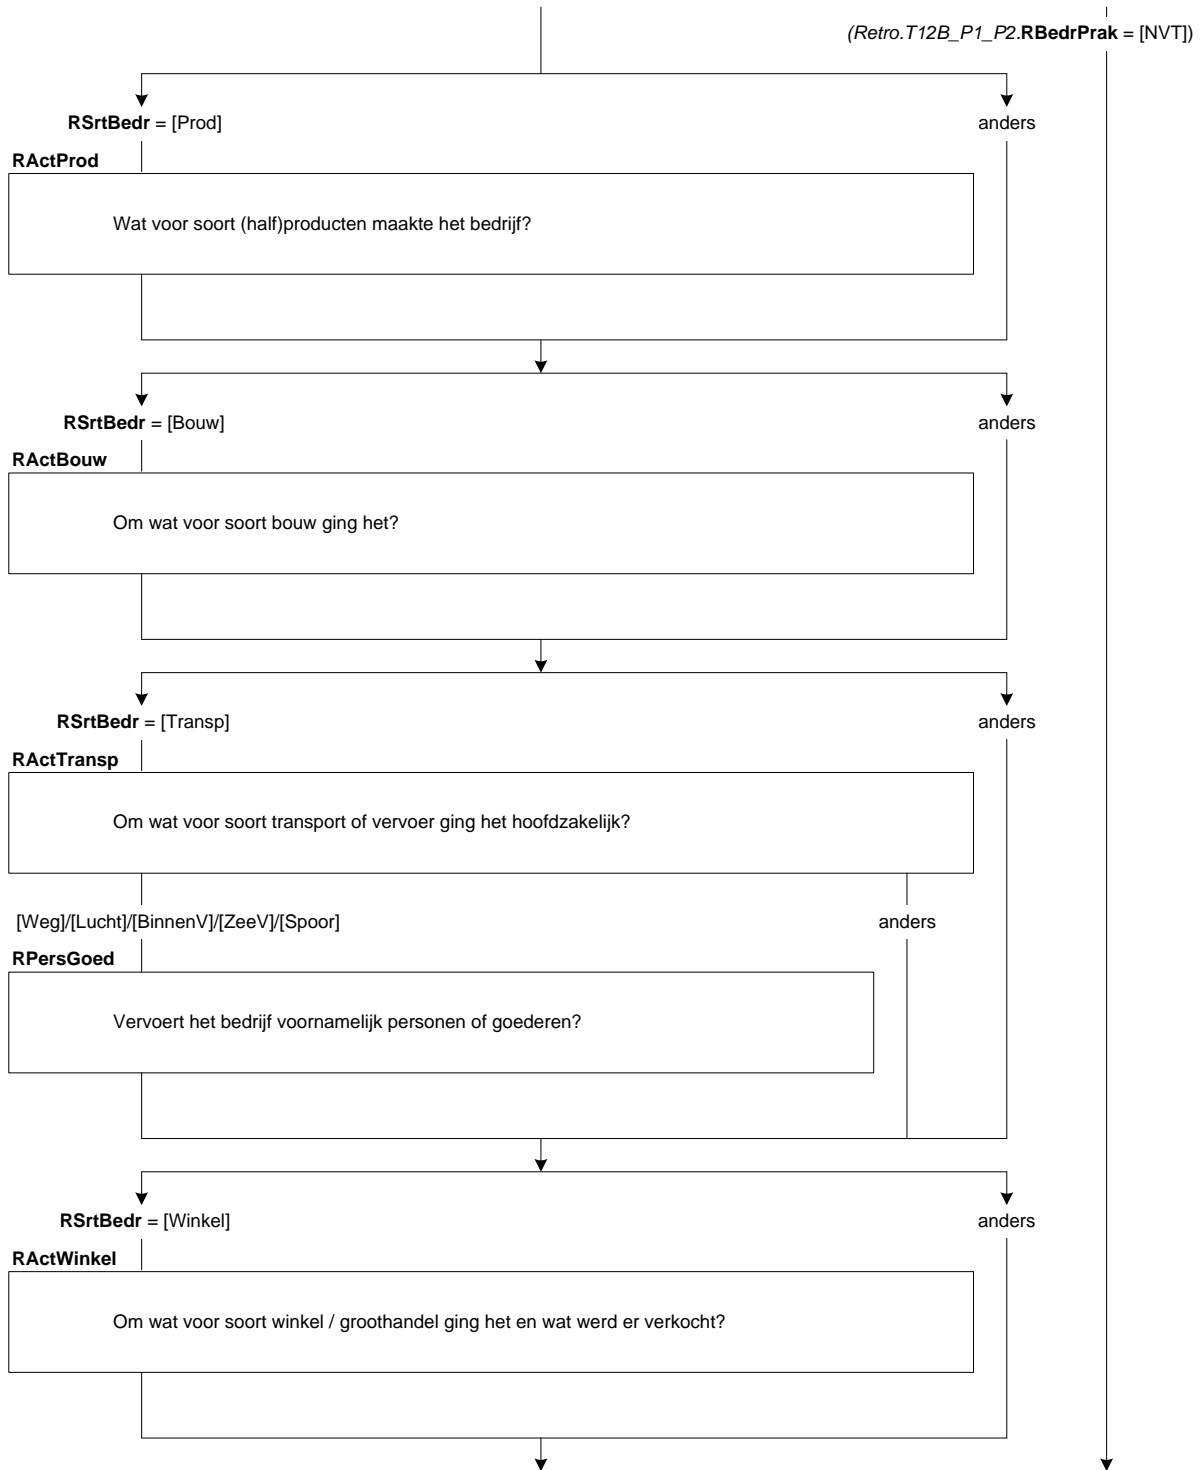 (Retro.T12B_P1_P2.RBedrPrak = [NVT])
RSrtBedr = [Prod]
anders
RActProd
Wat voor soort (half)producten maakte het bedrijf?
RSrtBedr = [Bouw]
anders
RActBouw
Om wat voor soort bouw ging het?
RSrtBedr = [Transp]
anders
RActTransp
Om wat voor soort transport of vervoer ging het hoofdzakelijk?
[Weg]/[Lucht]/[BinnenV]/[ZeeV]/[Spoor]
anders
RPersGoed
Vervoert het bedrijf voornamelijk personen of goederen?
RSrtBedr = [Winkel]
anders
RActWinkel
Om wat voor soort winkel / groothandel ging het en wat werd er verkocht?